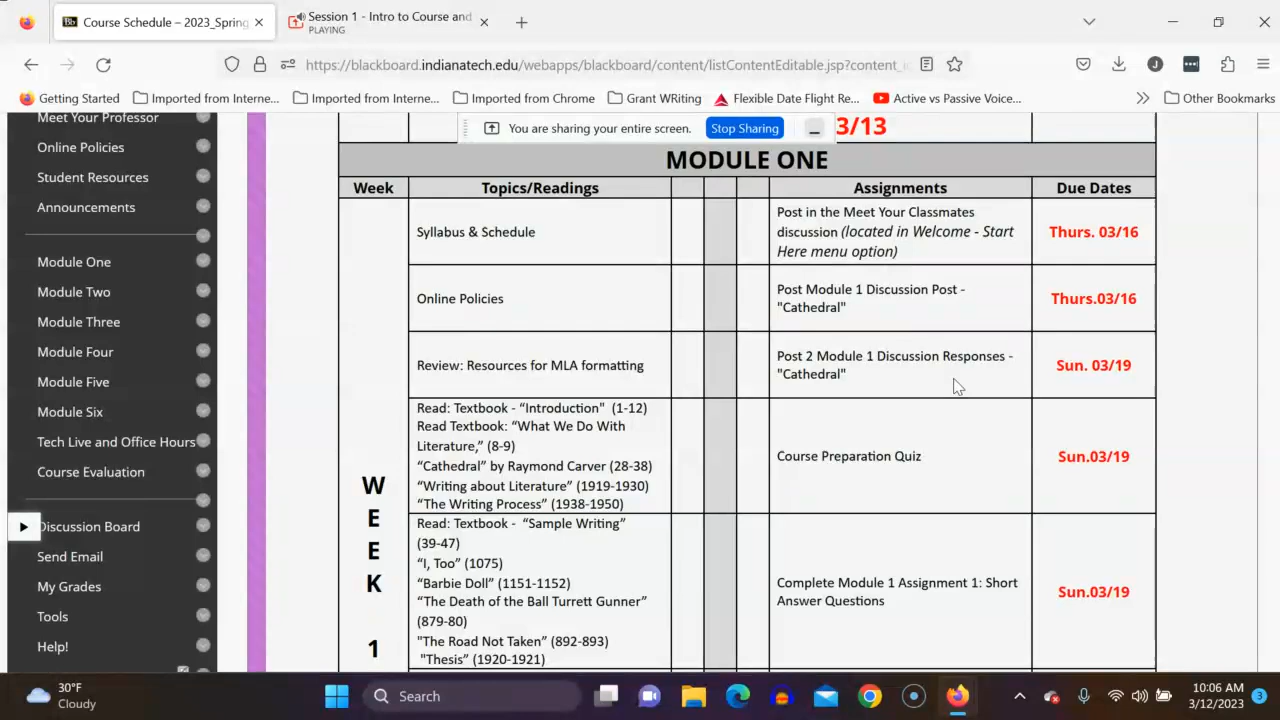 Course Schedule – 2023_Spring
Session 1 - Intro to Course and
PLAYING
https://blackboard.indianatech.edu/webapps/blackboard/content/listContentEditable.jsp?content_i
Getting Started
Imported from Interne...
Imported from Interne...
Imported from Chrome
Grant WRiting
Flexible Date Flight Re...
Active vs Passive Voice...
Other Bookmarks
Meet Your Professor
Online Policies
Student Resources
Announcements
Module One
Module Two
Module Three
Module Four
Module Five
Module Six
Tech Live and Office Hours
Course Evaluation
Discussion Board
Send Email
My Grades
Tools
Help!
You are sharing your entire screen.
Stop Sharing
3/13
MODULE ONE
Week
Topics/Readings
Assignments
Due Dates
WEEK
1
Syllabus & Schedule
Post in the Meet Your Classmates
discussion (located in Welcome - Start
Here menu option)
Thurs. 03/16
Online Policies
Post Module 1 Discussion Post -
"Cathedral"
Thurs.03/16
Review: Resources for MLA formatting
Post 2 Module 1 Discussion Responses -
"Cathedral"
Sun. 03/19
Read: Textbook - “Introduction" (1-12)
Read Textbook: “What We Do With
Literature,” (8-9)
“Cathedral” by Raymond Carver (28-38)
“Writing about Literature” (1919-1930)
“The Writing Process” (1938-1950)
Course Preparation Quiz
Sun.03/19
Read: Textbook - “Sample Writing”
(39-47)
“I, Too” (1075)
“Barbie Doll” (1151-1152)
“The Death of the Ball Turrett Gunner”
(879-80)
"The Road Not Taken” (892-893)
"Thesis” (1920-1921)
Complete Module 1 Assignment 1: Short
Answer Questions
Sun.03/19
30°F
Cloudy
Search
10:06 AM
3/12/2023
3